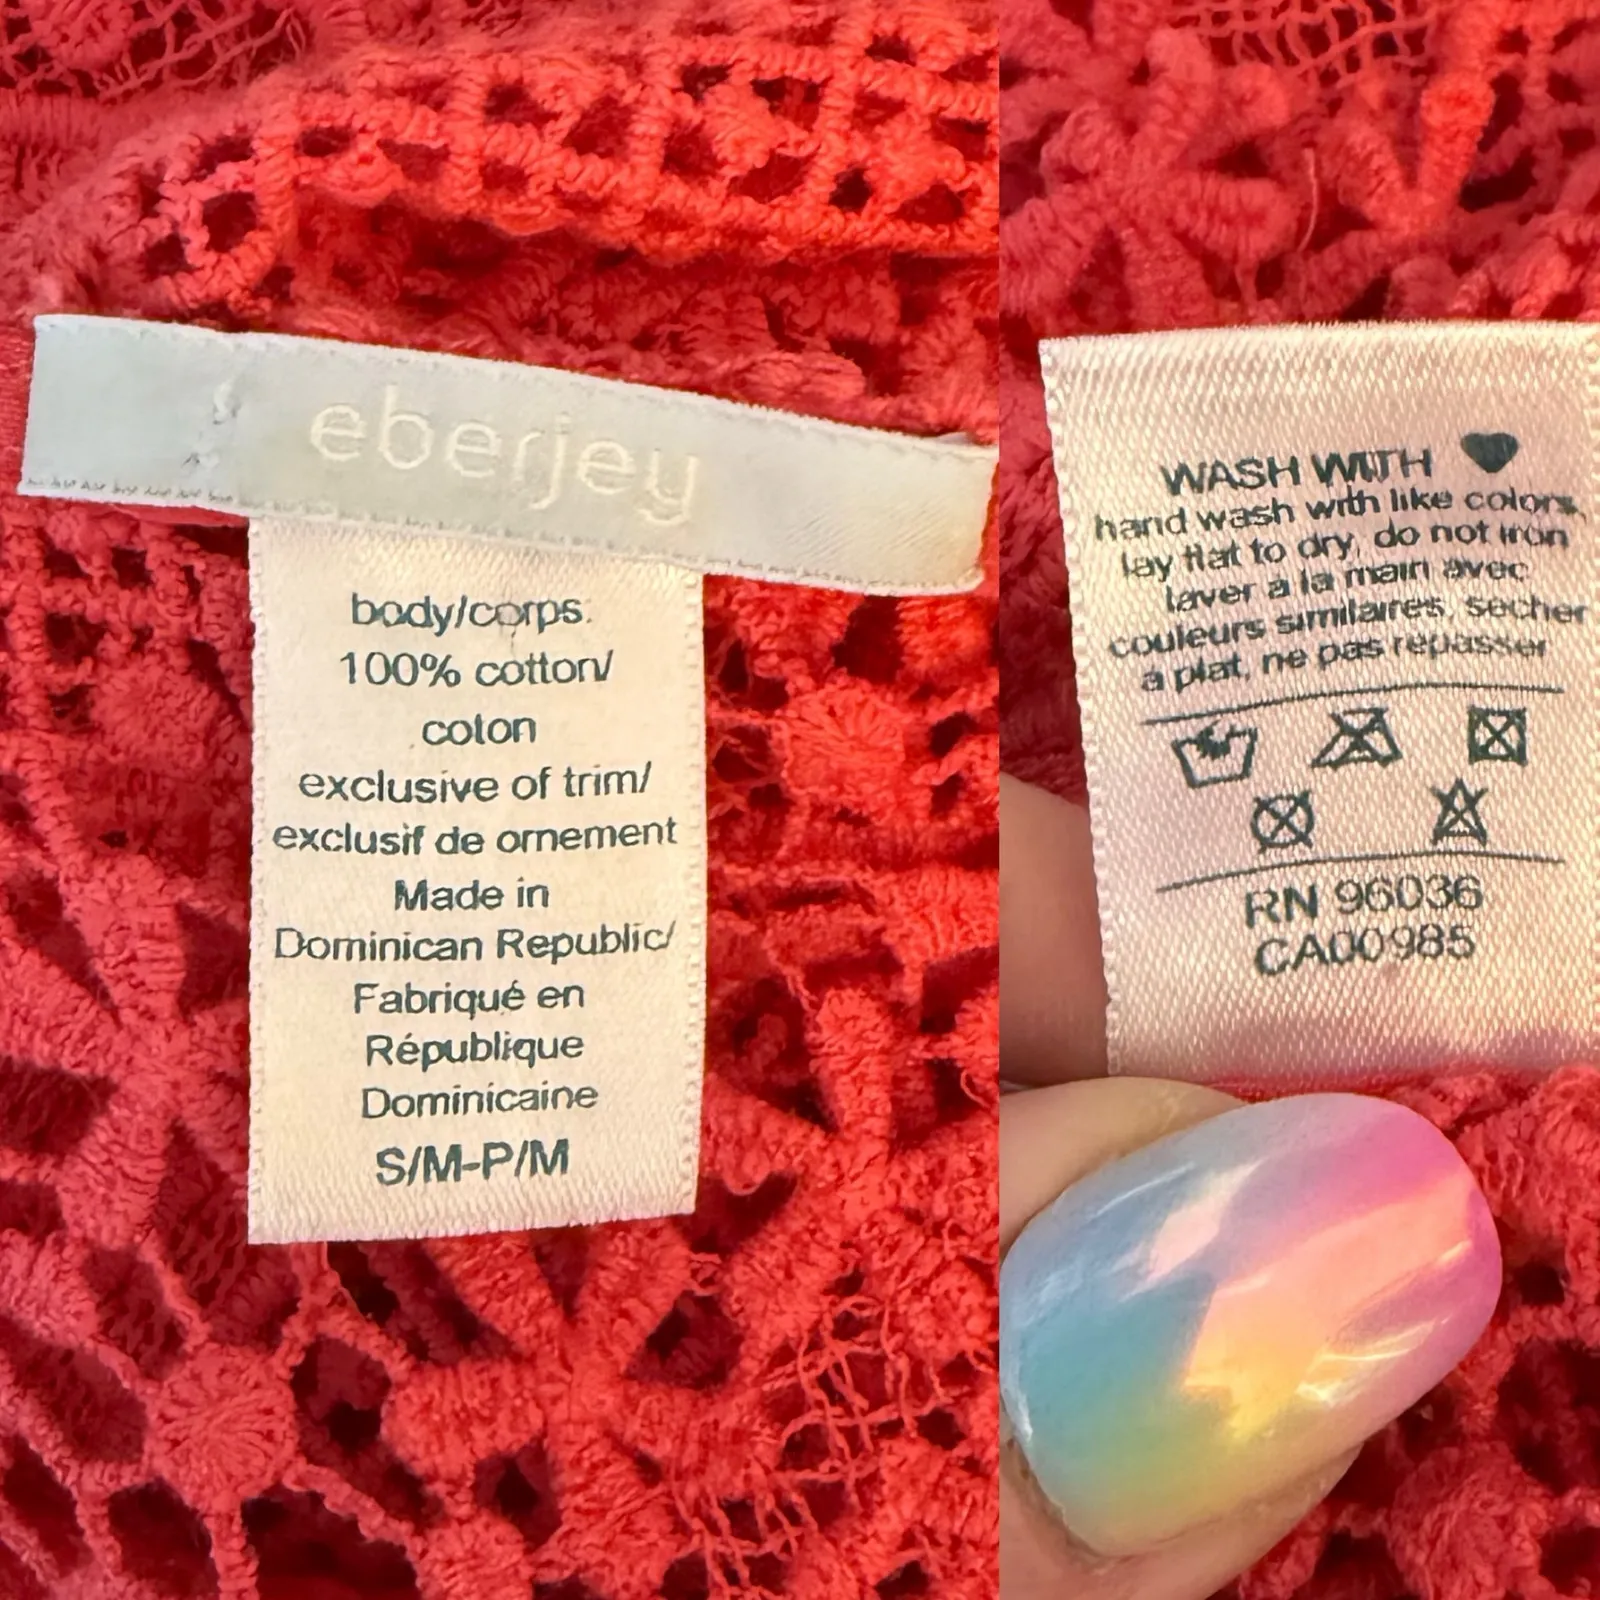 eberjey
body/corps:
100% cotton/
coton
exclusive of trim/
exclusif de ornement
Made in
Dominican Republic/
Fabriqué en
République
Dominicaine
S/M-P/M
WASH WITH
hand wash with like colors,
lay flat to dry, do not iron
laver a la main avec
couleurs similaires, secher
a plat, ne pas repasser
RN 96036
CA00985